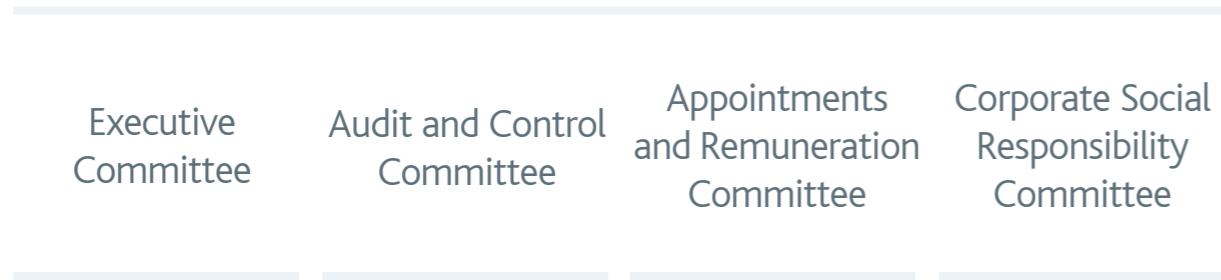 Executive
Committee
Audit and Control
Committee
Appointments
and Remuneration
Committee
Corporate Social
Responsibility
Committee